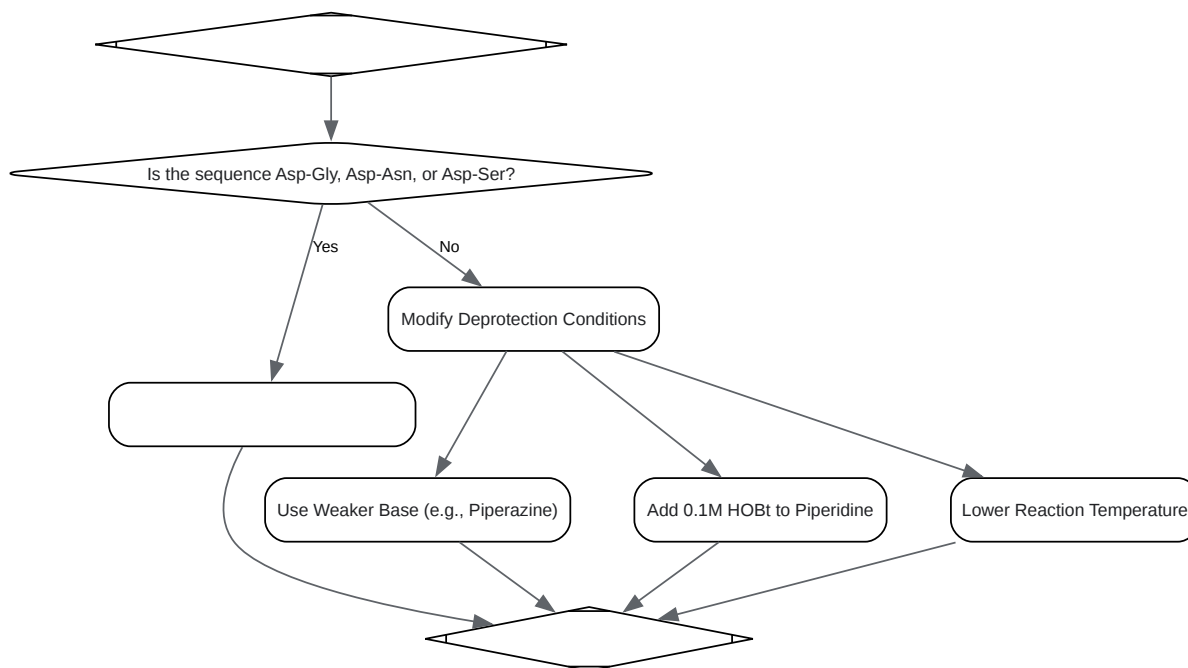 Is the sequence Asp-Gly, Asp-Asn, or Asp-Ser?
Yes
No
Modify Deprotection Conditions
Use Weaker Base (e.g., Piperazine)
Add 0.1M HOBt to Piperidine
Lower Reaction Temperature